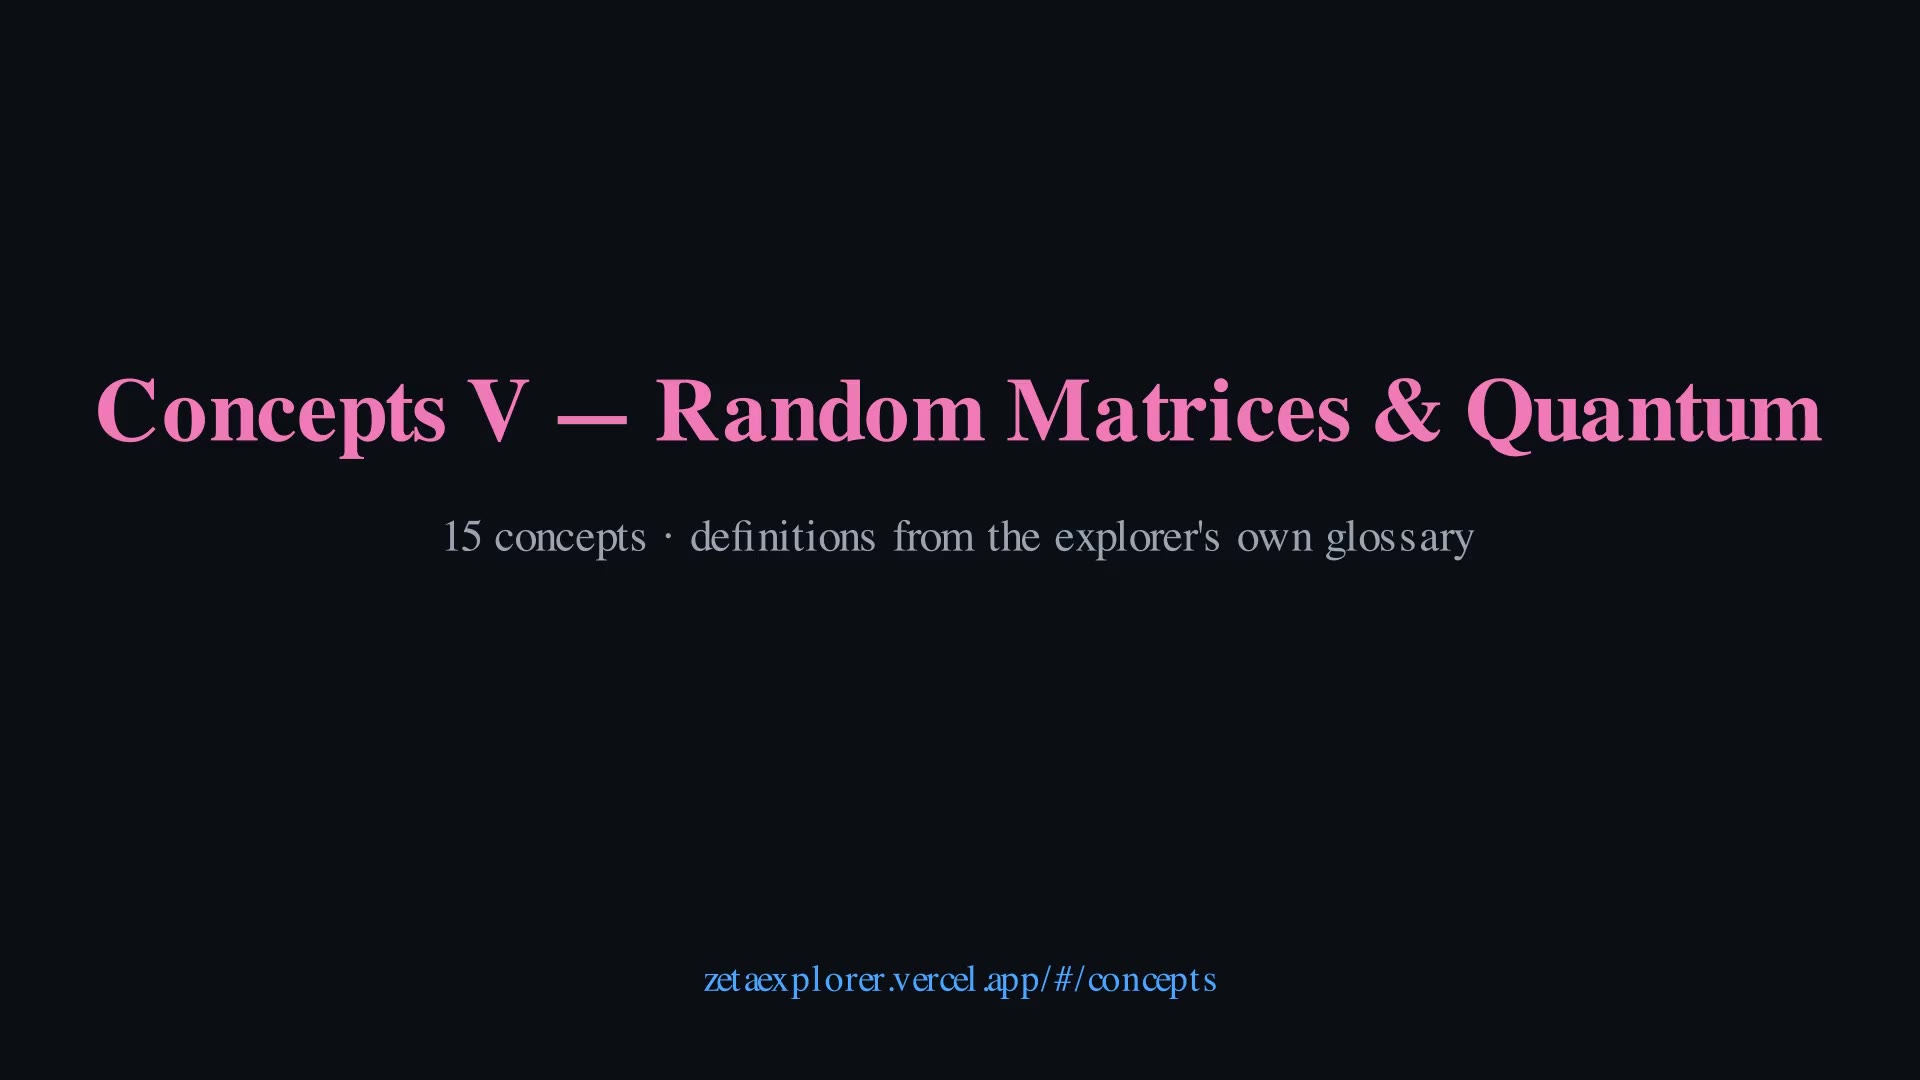 Concepts V — Random Matrices & Quantum
15 concepts · definitions from the explorer's own glossary
zetaexplorer.vercel.app/#/concepts